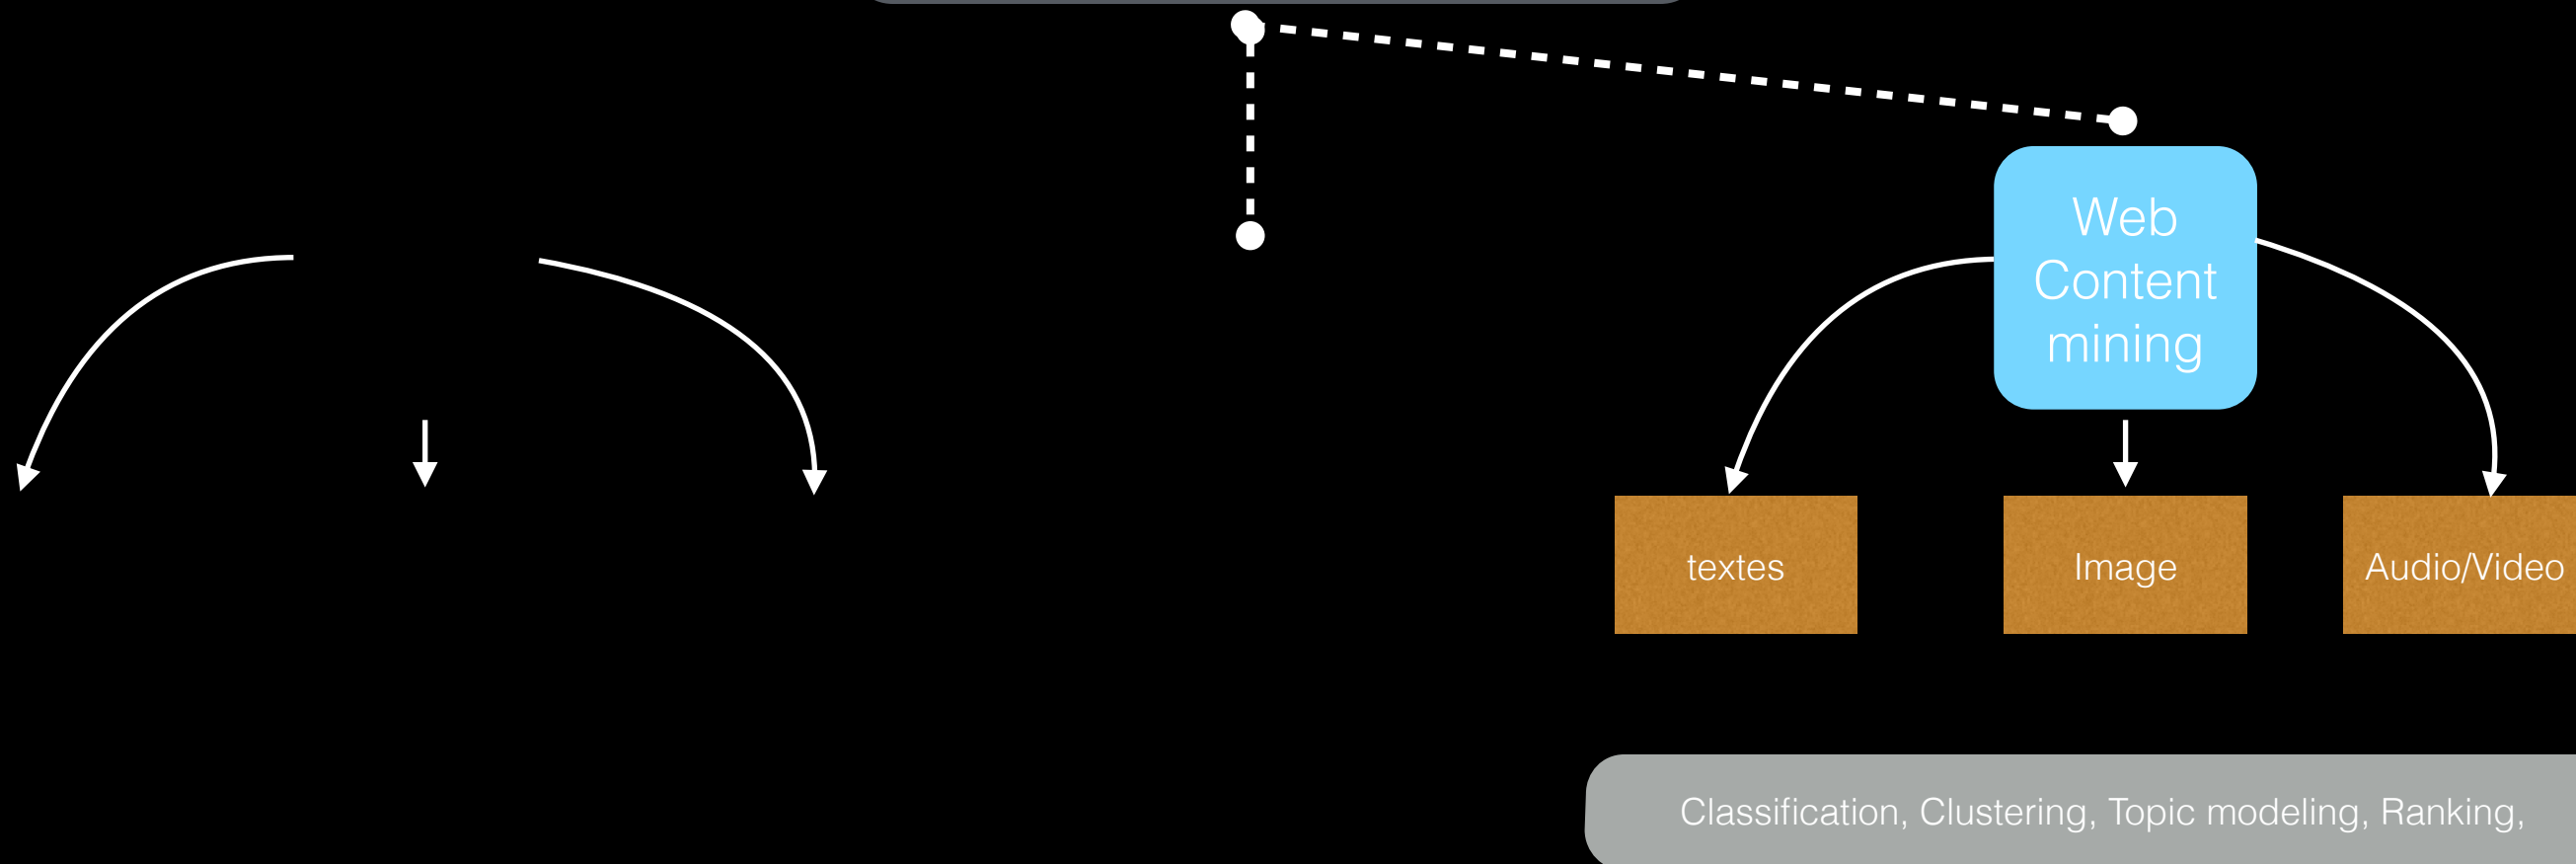 Web
Content
mining
textes
Image
Audio/Video
Classification, Clustering, Topic modeling, Ranking,